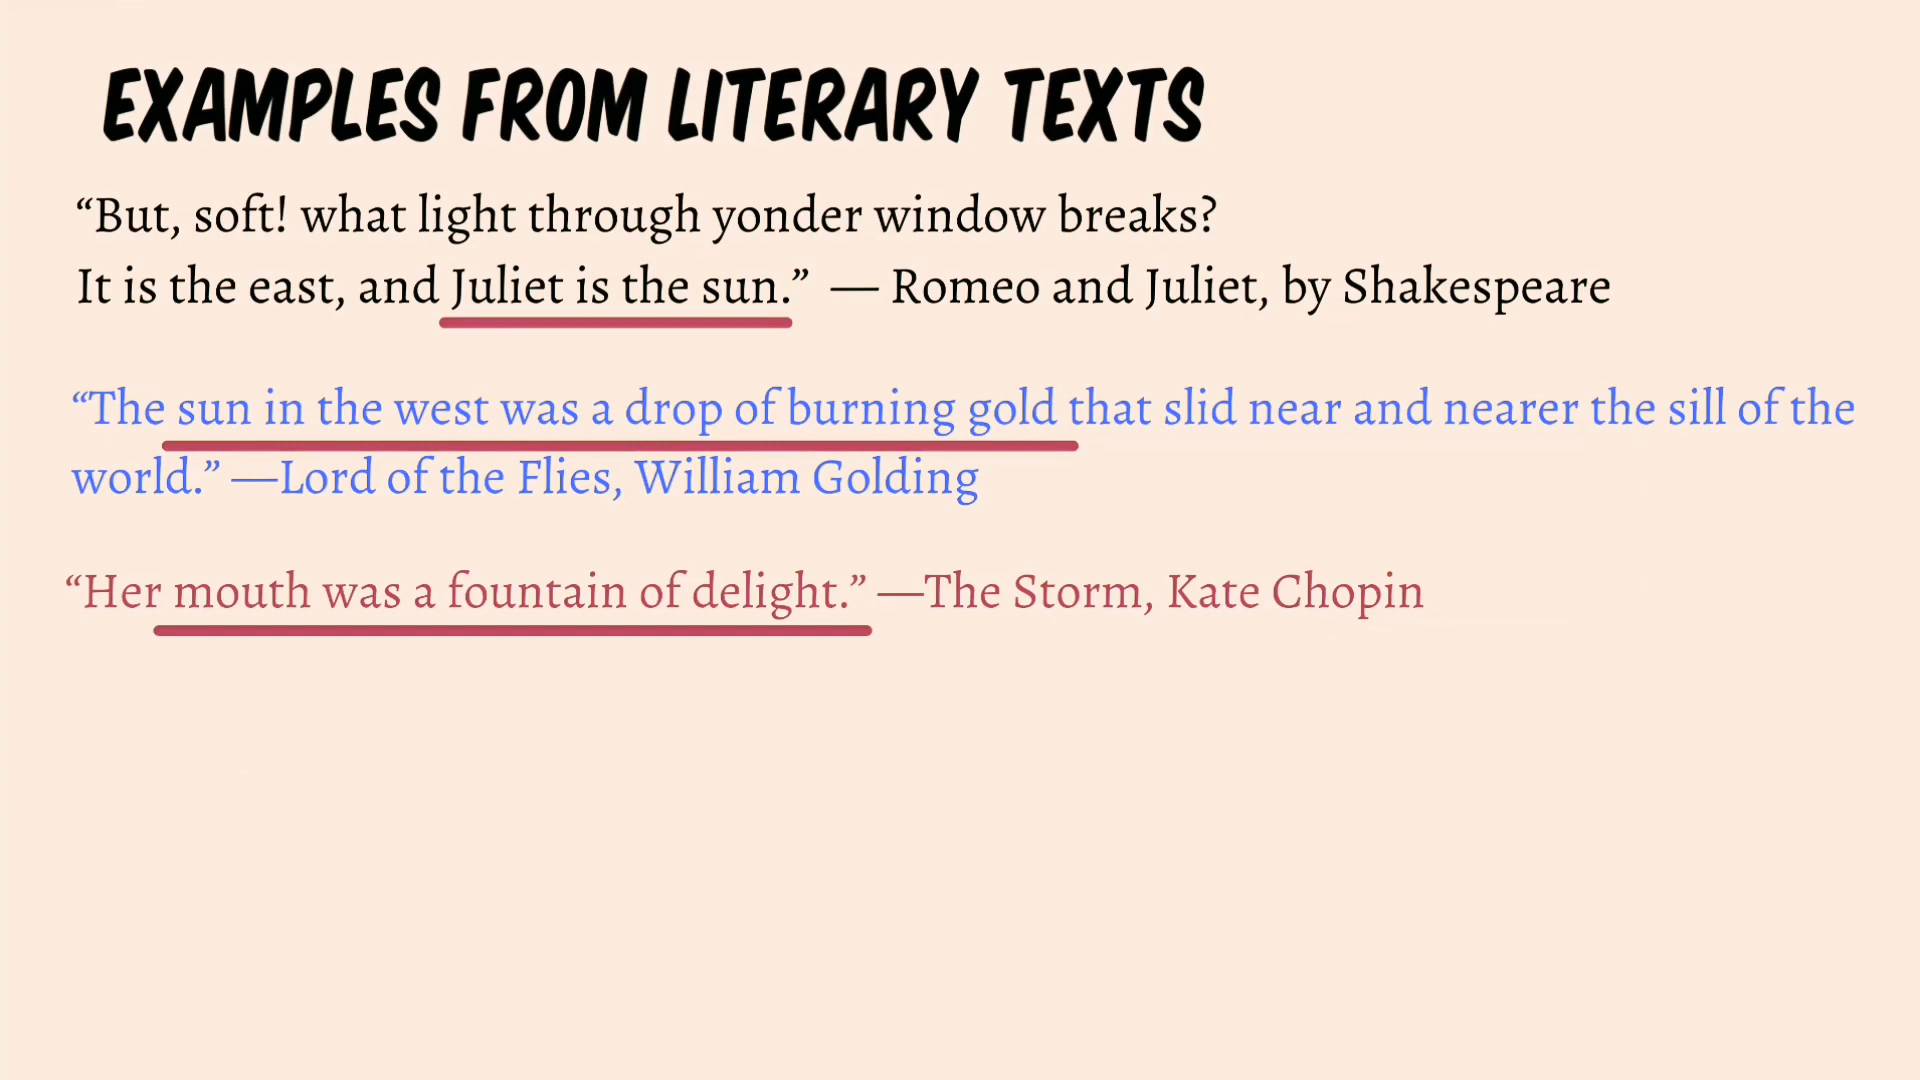 EXAMPLES FROM LITERARY TEXTS
“But, soft! what light through yonder window breaks?
It is the east, and Juliet is the sun.” — Romeo and Juliet, by Shakespeare
“The sun in the west was a drop of burning gold that slid near and nearer the sill of the
world.” —Lord of the Flies, William Golding
“Her mouth was a fountain of delight.” —The Storm, Kate Chopin